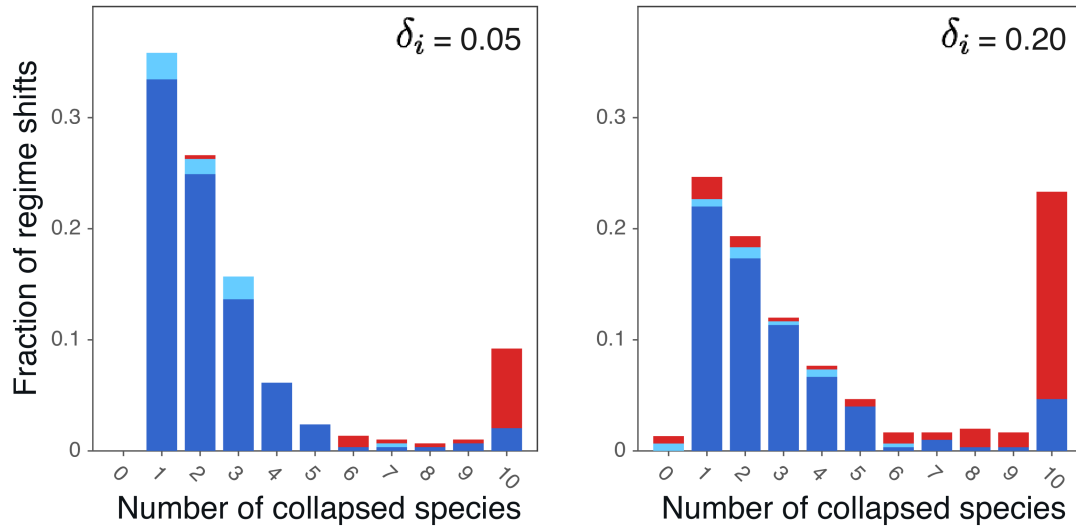 δi = 0.05
Fraction of regime shifts
0.3
0.2
0.1
0
0 1 2 3 4 5 6 7 8 9 10
Number of collapsed species
δi = 0.20
0.3
0.2
0.1
0
0 1 2 3 4 5 6 7 8 9 10
Number of collapsed species